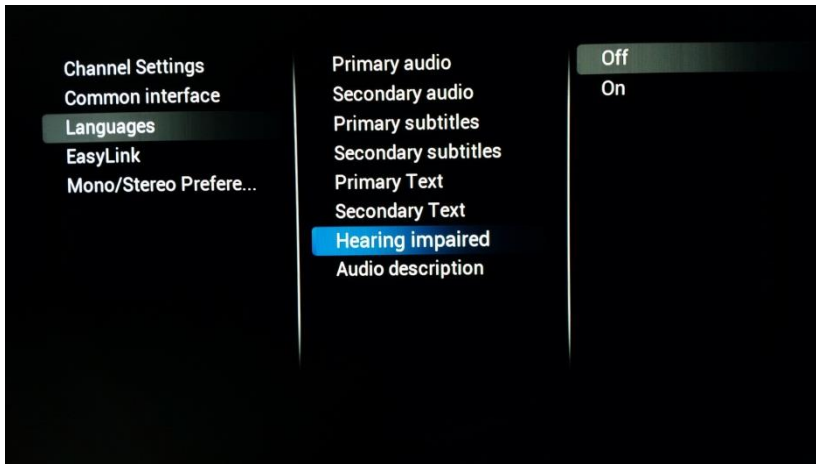 Channel Settings
Common interface
Languages
EasyLink
Mono/Stereo Prefere...
Primary audio
Secondary audio
Primary subtitles
Secondary subtitles
Primary Text
Secondary Text
Hearing impaired
Audio description
Off
On